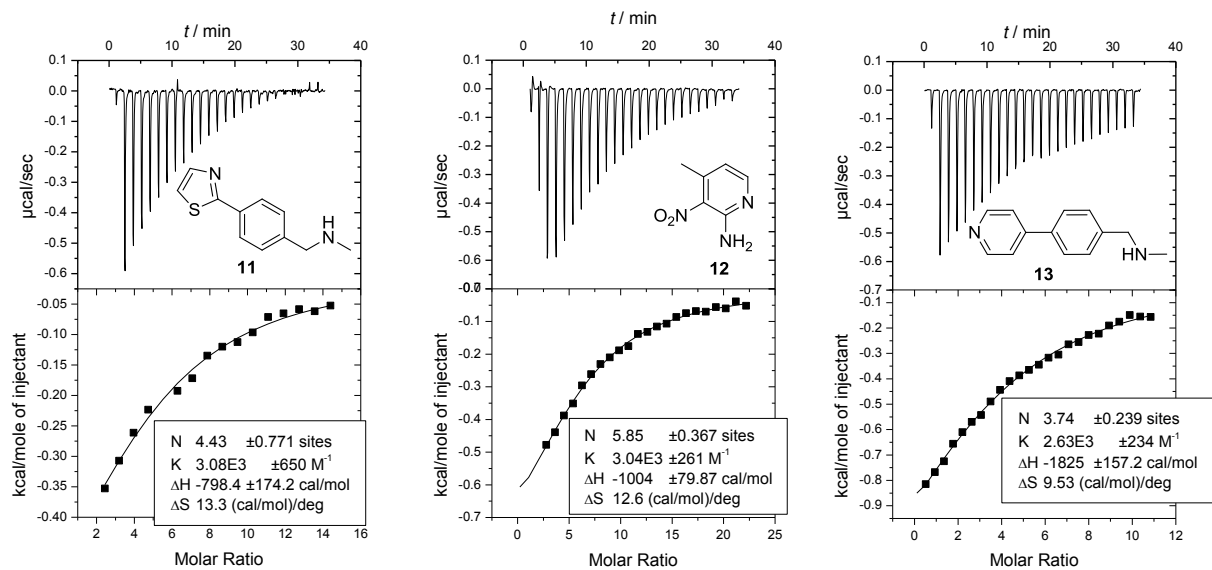 t / min
0 10 20 30 40
0.1
0.0
-0.1
-0.2
-0.3
-0.4
-0.5
-0.6
µcal/sec
N
S
H
N
11
-0.05
-0.10
-0.15
-0.20
-0.25
-0.30
-0.35
-0.40
kcal/mole of injectant
N 4.43 ±0.771 sites
K 3.08E3 ±650 M⁻¹
ΔH -798.4 ±174.2 cal/mol
ΔS 13.3 (cal/mol)/deg
2 4 6 8 10 12 14 16
Molar Ratio
t / min
0 10 20 30 40
0.1
0.0
-0.1
-0.2
-0.3
-0.4
-0.5
-0.6
µcal/sec
N
O₂N
NH₂
12
0.0
-0.1
-0.2
-0.3
-0.4
-0.5
-0.6
-0.7
kcal/mole of injectant
N 5.85 ±0.367 sites
K 3.04E3 ±261 M⁻¹
ΔH -1004 ±79.87 cal/mol
ΔS 12.6 (cal/mol)/deg
0 5 10 15 20 25
Molar Ratio
t / min
0 10 20 30 40
0.1
0.0
-0.1
-0.2
-0.3
-0.4
-0.5
-0.6
-0.7
µcal/sec
N
HN
13
-0.1
-0.2
-0.3
-0.4
-0.5
-0.6
-0.7
-0.8
-0.9
kcal/mole of injectant
N 3.74 ±0.239 sites
K 2.63E3 ±234 M⁻¹
ΔH -1825 ±157.2 cal/mol
ΔS 9.53 (cal/mol)/deg
0 2 4 6 8 10 12
Molar Ratio